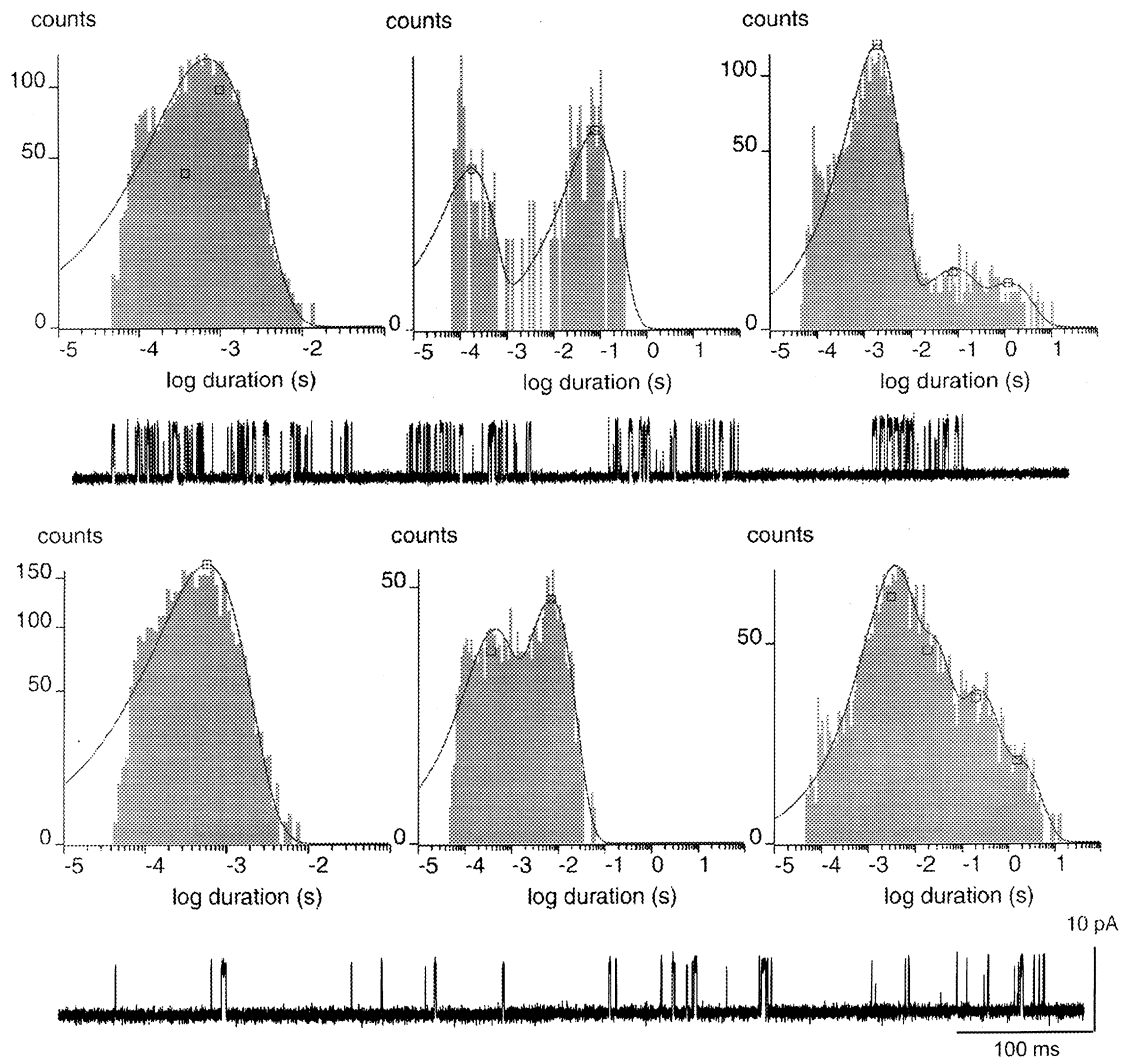 counts counts counts
100 100
50 50
0 0 0
-5 -4 -3 -2 -5 -4 -3 -2 -1 0 1 -5 -4 -3 -2 -1 0 1
log duration (s) log duration (s) log duration (s)
counts counts counts
150
100 50
50 50
0 0 0
-5 -4 -3 -2 -5 -4 -3 -2 -1 0 1 -5 -4 -3 -2 -1 0 1
log duration (s) log duration (s) log duration (s)
10 pA
100 ms